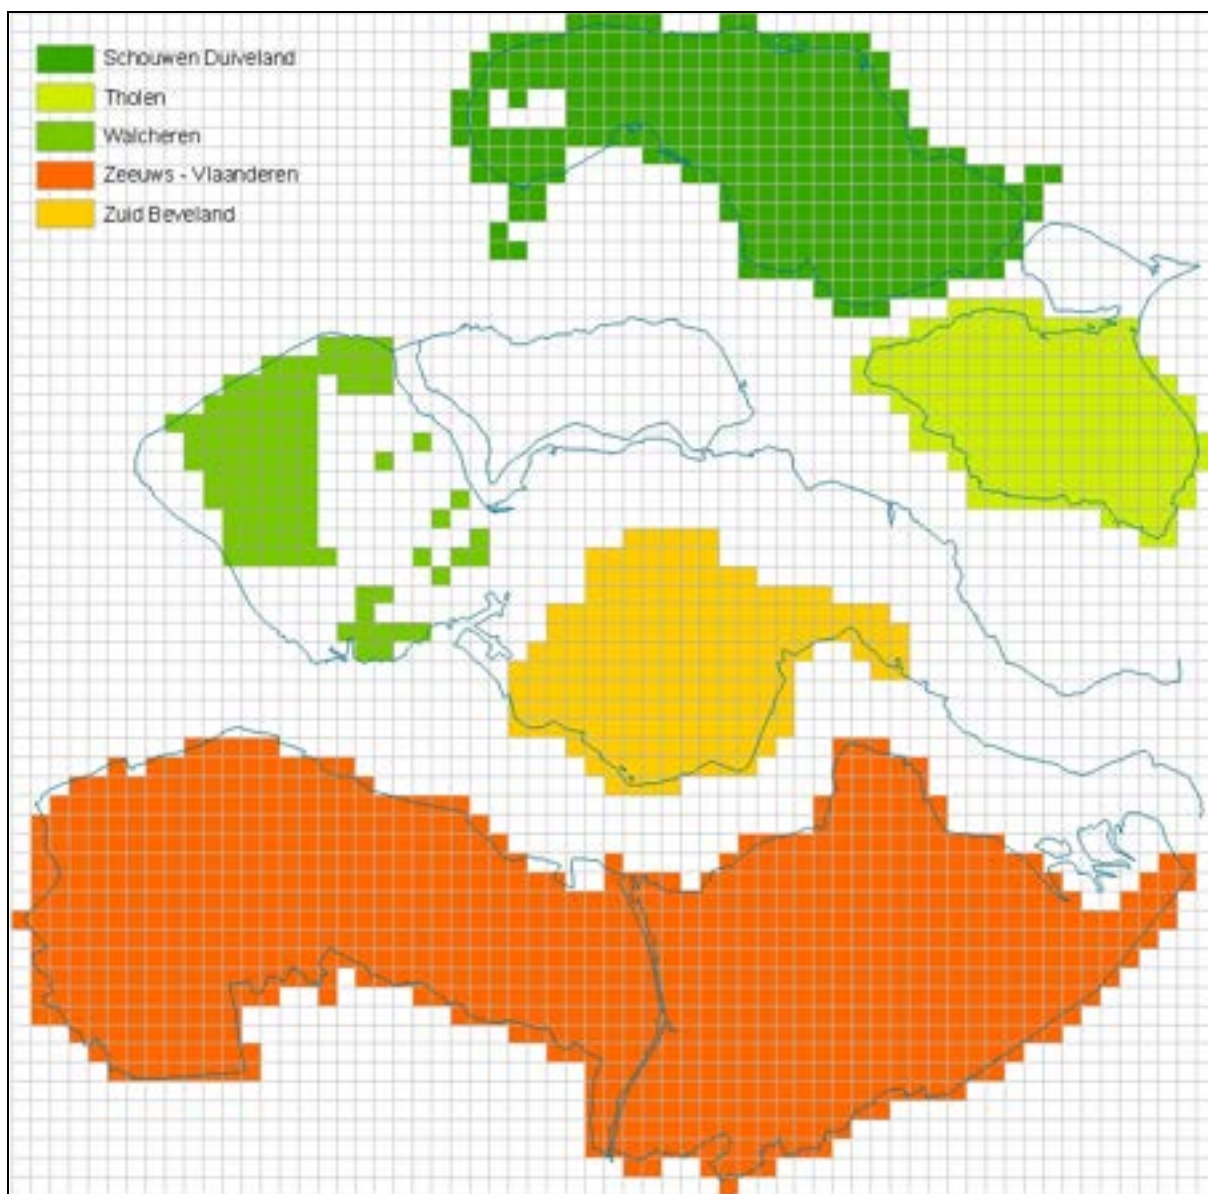 Schouwen Duiveland
Tholen
Walcheren
Zeeuws - Vlaanderen
Zuid Beveland